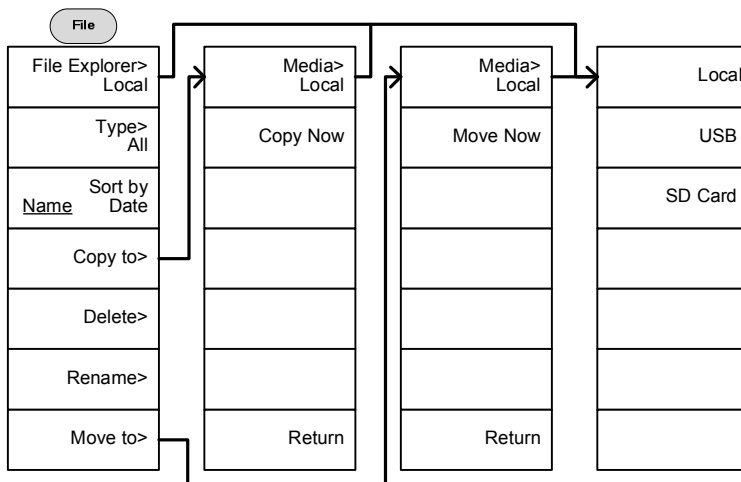 File
File Explorer>
Local
Type>
All
Sort by
Name Date
Copy to>
Delete>
Rename>
Move to>
Media>
Local
Copy Now
Return
Media>
Local
Move Now
Return
Local
USB
SD Card